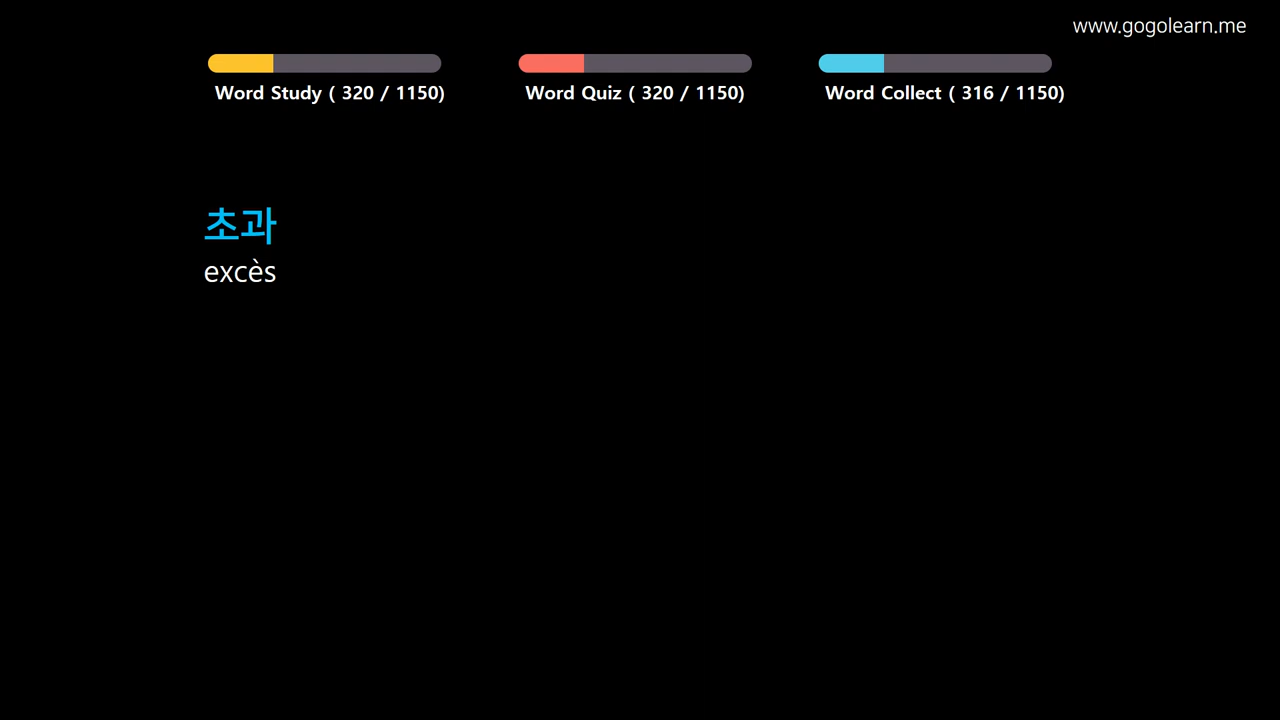 www.gogolearn.me
Word Study ( 320 / 1150)
Word Quiz ( 320 / 1150)
Word Collect ( 316 / 1150)
초과
excès